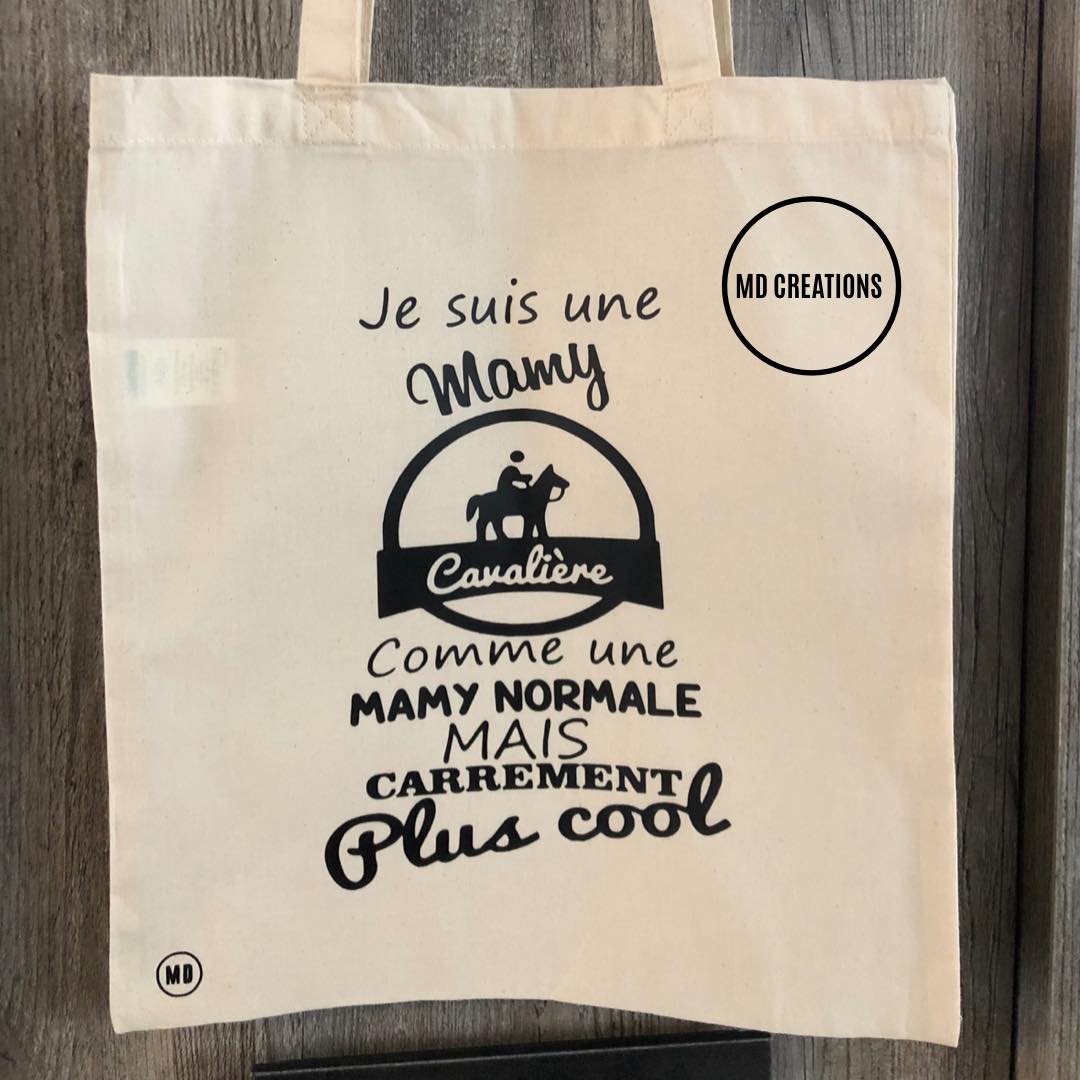 MD CREATIONS
Je suis une
Mamy
Cavalière
Comme une
MAMY NORMALE
MAIS
CARREMENT
Plus cool
MD